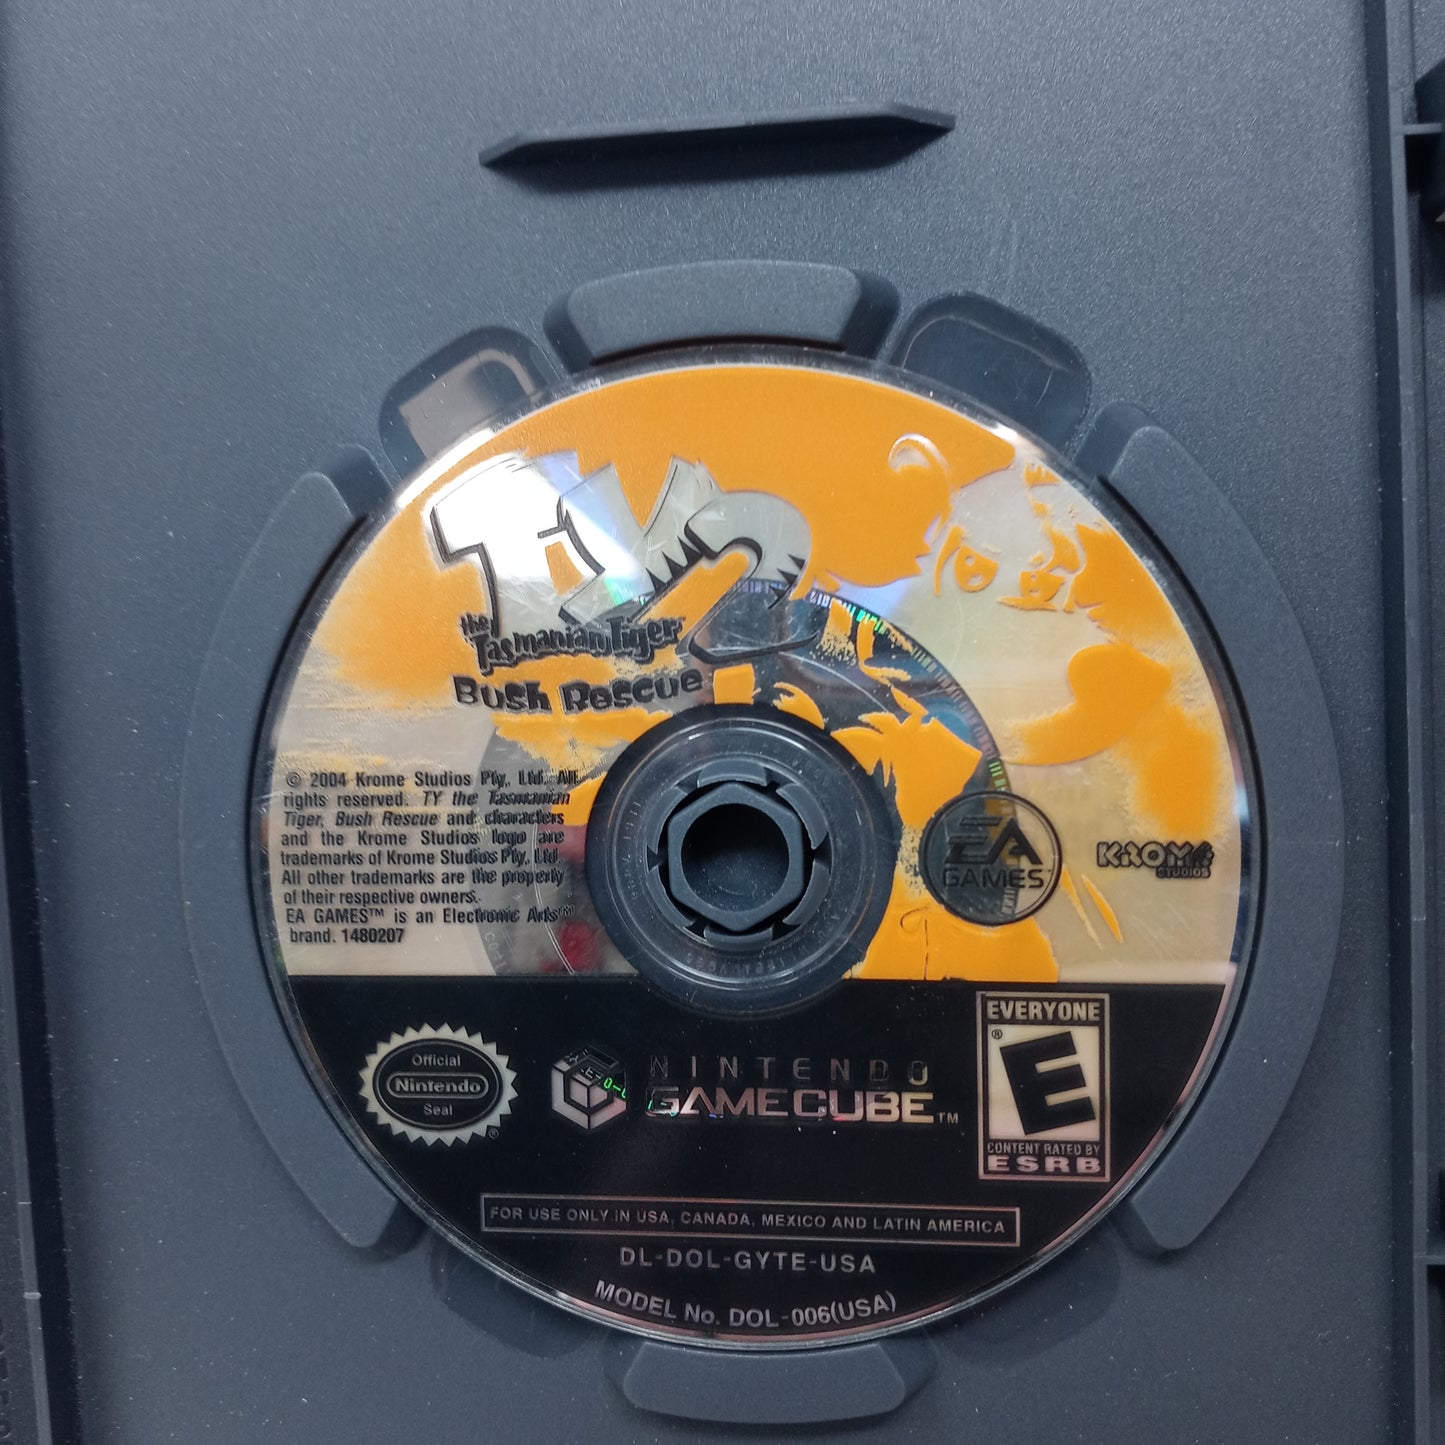 TY 2
the
Tasmanian Tiger™
Bush Rescue
© 2004 Krome Studios Pty, Ltd. All
rights reserved. TY the Tasmanian
Tiger, Bush Rescue and characters
and the Krome Studios logo are
trademarks of Krome Studios Pty, Ltd.
All other trademarks are the property
of their respective owners.
EA GAMES™ is an Electronic Arts™
brand. 1480207
EA
GAMES™
KROME
STUDIOS
Official
Nintendo
Seal
®
NINTENDO
GAMECUBE™
EVERYONE
®
E
CONTENT RATED BY
ESRB
FOR USE ONLY IN USA, CANADA, MEXICO AND LATIN AMERICA
DL-DOL-GYTE-USA
MODEL No. DOL-006(USA)